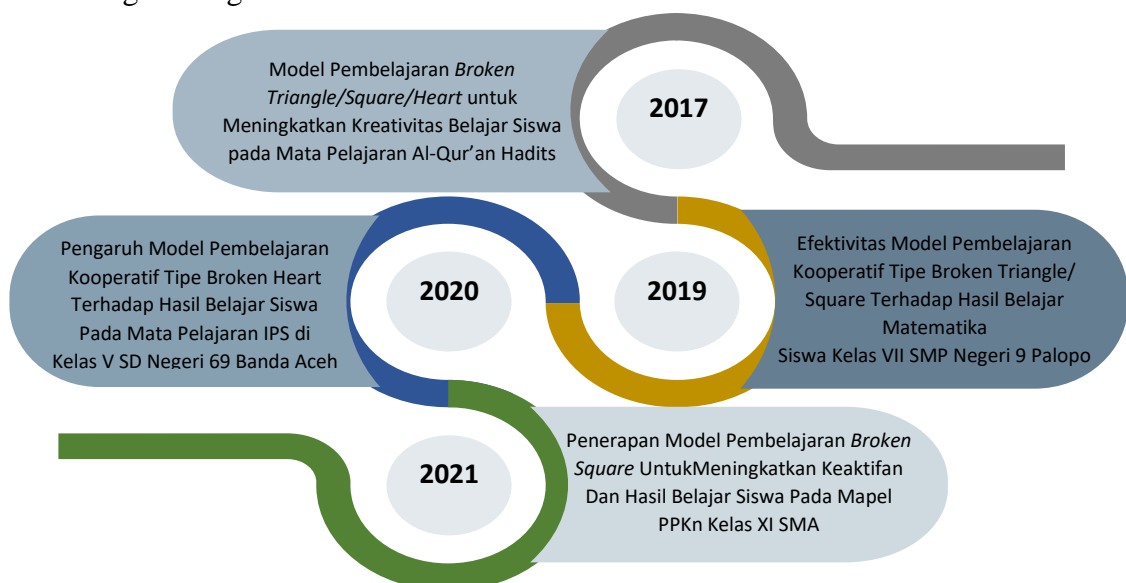 Model Pembelajaran Broken
Triangle/Square/Heart untuk
Meningkatkan Kreativitas Belajar Siswa
pada Mata Pelajaran Al-Qur'an Hadits
2017
Pengaruh Model Pembelajaran
Kooperatif Tipe Broken Heart
Terhadap Hasil Belajar Siswa
Pada Mata Pelajaran IPS di
Kelas V SD Negeri 69 Banda Aceh
2020
2019
Efektivitas Model Pembelajaran
Kooperatif Tipe Broken Triangle/
Square Terhadap Hasil Belajar
Matematika
Siswa Kelas VII SMP Negeri 9 Palopo
2021
Penerapan Model Pembelajaran Broken
Square UntukMeningkatkan Keaktifan
Dan Hasil Belajar Siswa Pada Mapel
PPKn Kelas XI SMA